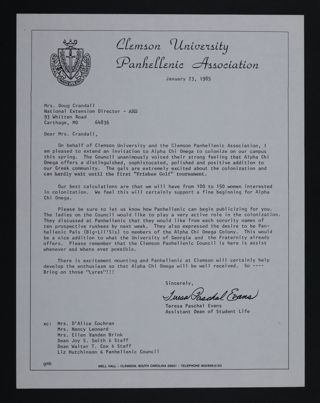 Clemson University
Panhellenic Association
January 23, 1985
Mrs. Doug Crandall
National Extension Director - AXO
93 Whitten Road
Carthage, MO 64836
Dear Mrs. Crandall,
On behalf of Clemson University and the Clemson Panhellenic Association, I
am pleased to extend an invitation to Alpha Chi Omega to colonize on our campus
this spring. The Council unanimously voiced their strong feeling that Alpha Chi
Omega offers a distinguished, sophisticated, polished and positive addition to
our Greek community. The gals are extremely excited about the colonization and
can hardly wait until the first "Frisbee Golf" tournament.
Our best calculations are that we will have from 100 to 150 women interested
in colonization. We feel this will certainly support a fine beginning for Alpha
Chi Omega.
Please be sure to let us know how Panhellenic can begin publicizing for you.
The ladies on the Council would like to play a very active role in the colonization.
They discussed at Panhellenic that they would like from each sorority names of
ten prospective rushees by next week. They also expressed the desire to be Pan-
hellenic Pals (Big-Lil'Sis) to members of the Alpha Chi Omega Colony. This would
be a nice addition to what the University of Georgia and the fraternity already
offers. Please remember that the Clemson Panhellenic Council is here to assist
whenever and where ever possible.
There is excitement mounting and Panhellenic at Clemson will certainly help
develop the enthusiasm so that Alpha Chi Omega will be well received. So ----
Bring on those "Lyres"!!!
Sincerely,
Teresa Paschal Evans
Teresa Paschal Evans
Assistant Dean of Student Life
Mrs. D'Alice Cochran
Mrs. Nancy Leonard
Mrs. Ellen Vanden Brink
Dean Joy S. Smith & Staff
Dean Walter T. Cox & Staff
Liz Hutchinson & Panhellenic Council
gmb
MELL HALL • CLEMSON, SOUTH CAROLINA 29631 • TELEPHONE